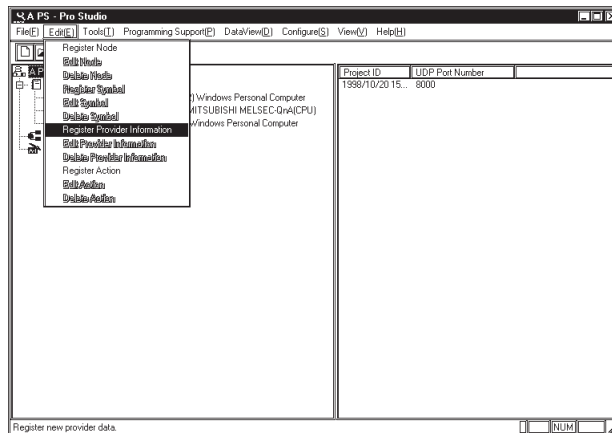 A PS - Pro Studio
File(F) Edit(E) Tools(T) Programming Support(P) DataView(D) Configure(S) View(V) Help(H)
Register Node
Edit Node
Delete Node
Register Symbol
Edit Symbol
Delete Symbol
Register Provider Information
Edit Provider Information
Delete Provider Information
Register Action
Edit Action
Delete Action
Windows Personal Computer
MITSUBISHI MELSEC-QnA(CPU)
Windows Personal Computer
Project ID UDP Port Number
1998/10/20 15... 8000
Register new provider data.
NUM